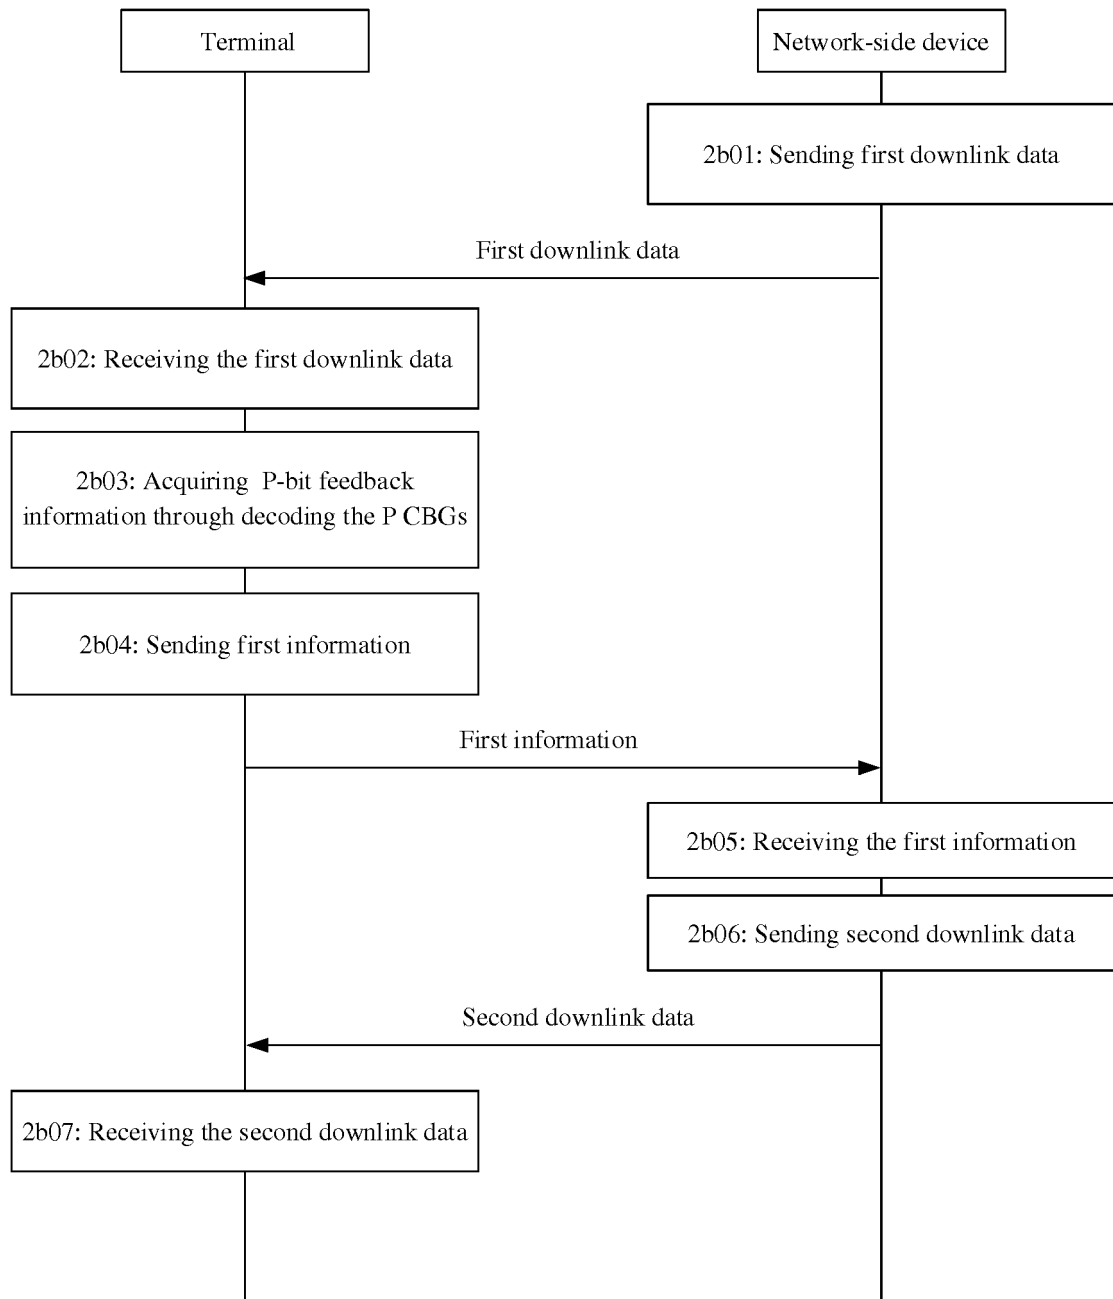 Terminal
Network-side device
2b01: Sending first downlink data
First downlink data
2b02: Receiving the first downlink data
2b03: Acquiring P-bit feedback
information through decoding the P CBGs
2b04: Sending first information
First information
2b05: Receiving the first information
2b06: Sending second downlink data
Second downlink data
2b07: Receiving the second downlink data